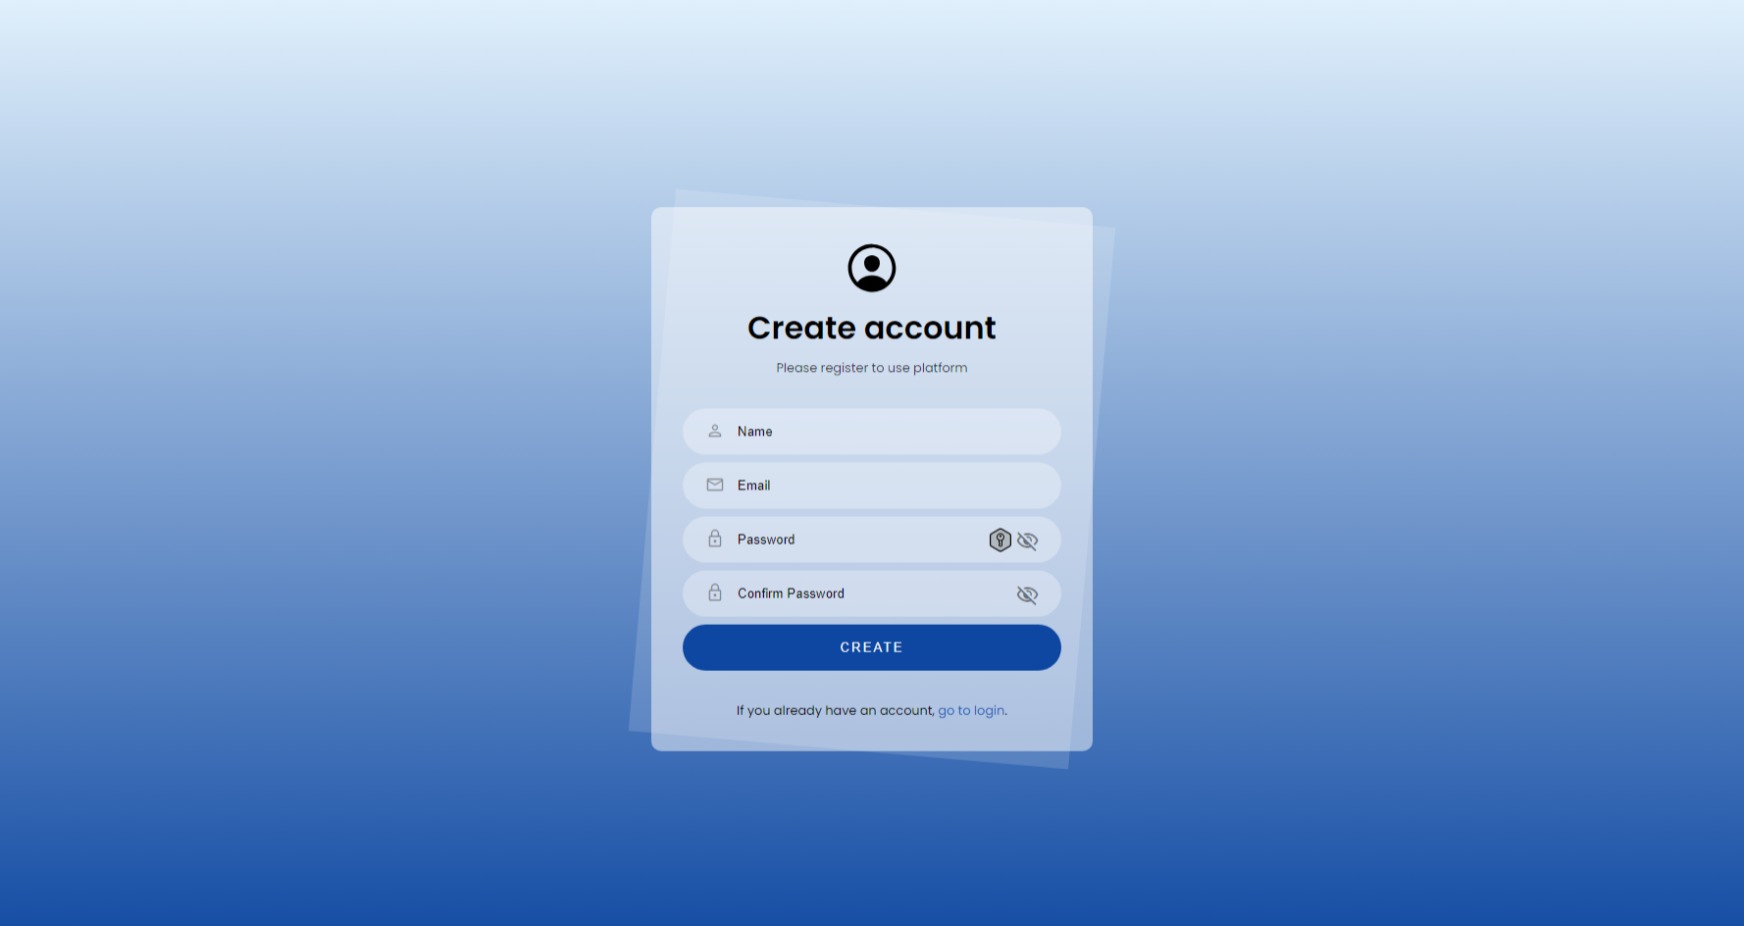 Create account
Please register to use platform
Name
Email
Password
Confirm Password
CREATE
If you already have an account, go to login.